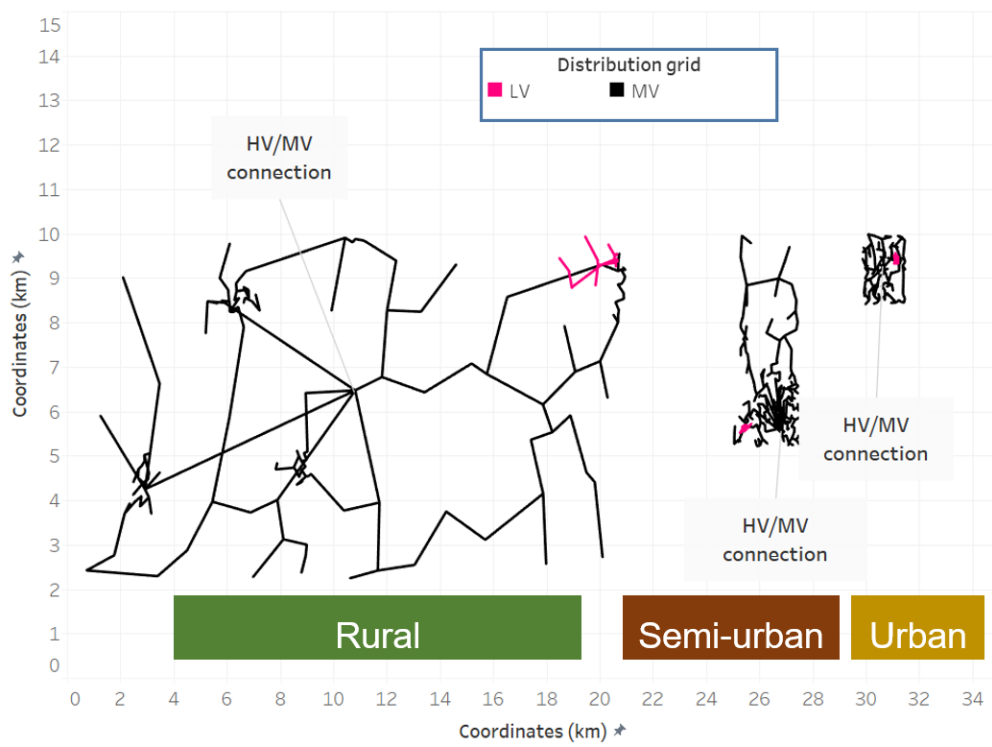 15
14
13
12
11
10
9
8
7
6
5
4
3
2
1
0
Coordinates (km)
Distribution grid
LV MV
HV/MV
connection
HV/MV
connection
HV/MV
connection
Rural
Semi-urban
Urban
0 2 4 6 8 10 12 14 16 18 20 22 24 26 28 30 32 34
Coordinates (km)